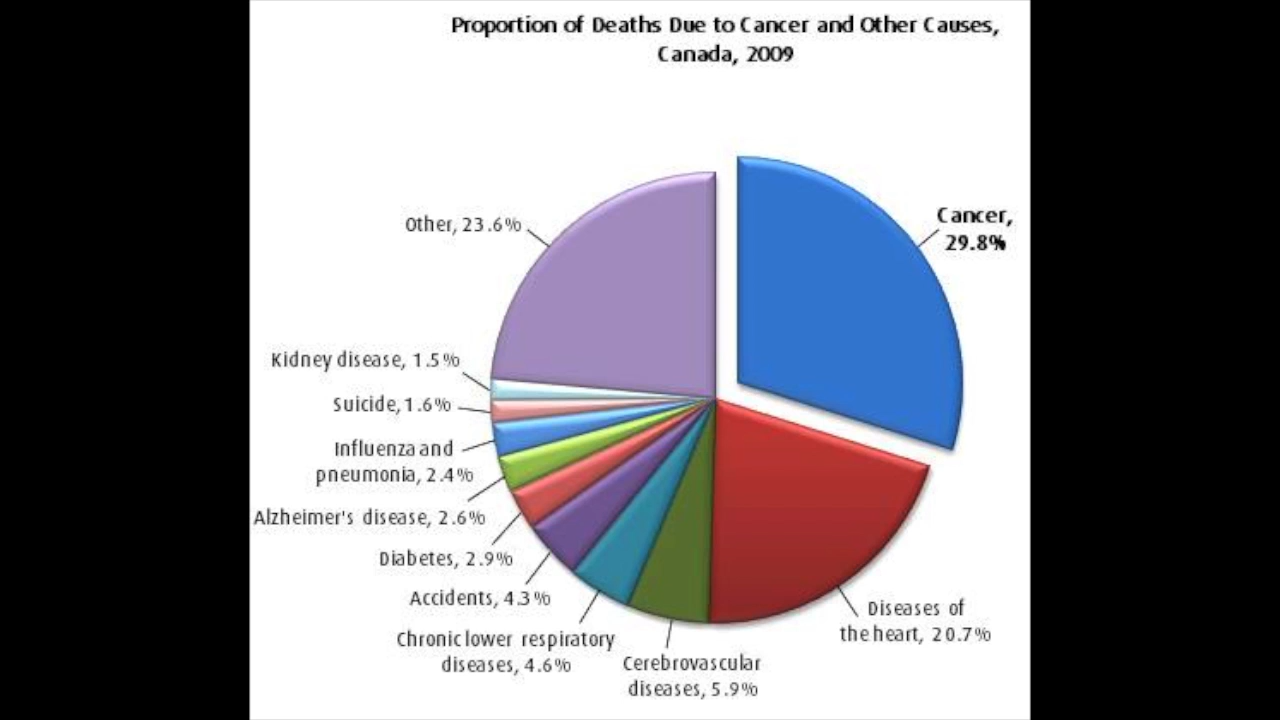 Proportion of Deaths Due to Cancer and Other Causes,
Canada, 2009
Cancer,
29.8%
Other, 23.6%
Kidney disease, 1.5%
Suicide, 1.6%
Influenza and
pneumonia, 2.4%
Alzheimer's disease, 2.6%
Diabetes, 2.9%
Accidents, 4.3%
Chronic lower respiratory
diseases, 4.6%
Cerebrovascular
diseases, 5.9%
Diseases of
the heart, 20.7%